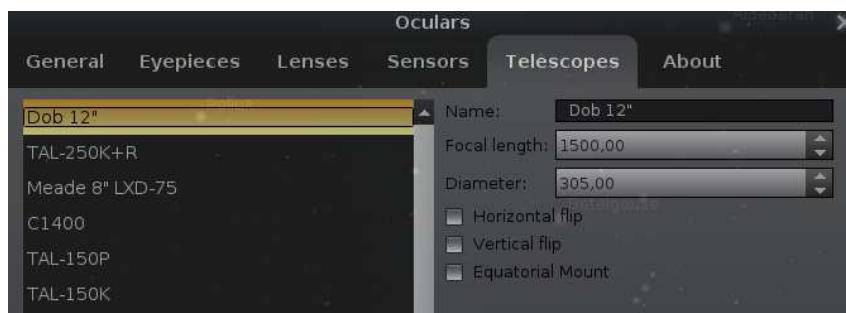 Oculars
General Eyepieces Lenses Sensors Telescopes About
Dob 12"
TAL-250K+R
Meade 8" LXD-75
C1400
TAL-150P
TAL-150K
Name: Dob 12"
Focal length: 1500,00
Diameter: 305,00
Horizontal flip
Vertical flip
Equatorial Mount
Aldebaran